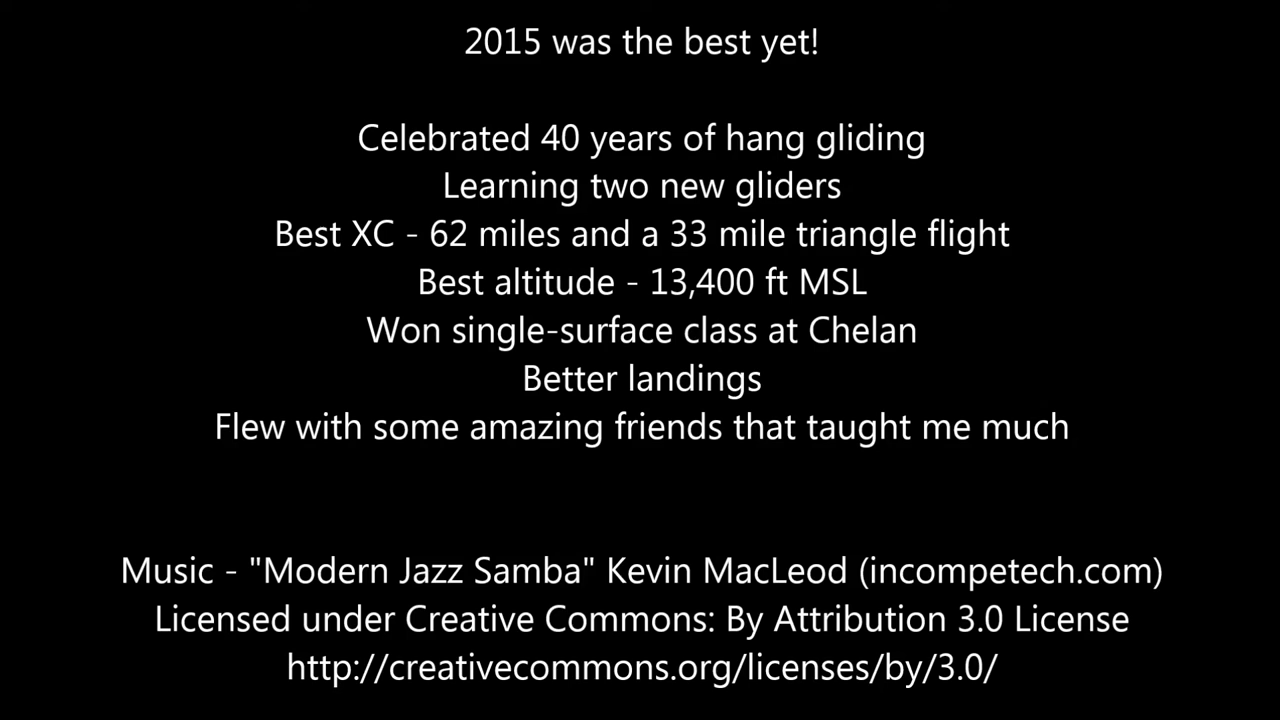 2015 was the best yet!
Celebrated 40 years of hang gliding
Learning two new gliders
Best XC - 62 miles and a 33 mile triangle flight
Best altitude - 13,400 ft MSL
Won single-surface class at Chelan
Better landings
Flew with some amazing friends that taught me much
Music - "Modern Jazz Samba" Kevin MacLeod (incompetech.com)
Licensed under Creative Commons: By Attribution 3.0 License
http://creativecommons.org/licenses/by/3.0/